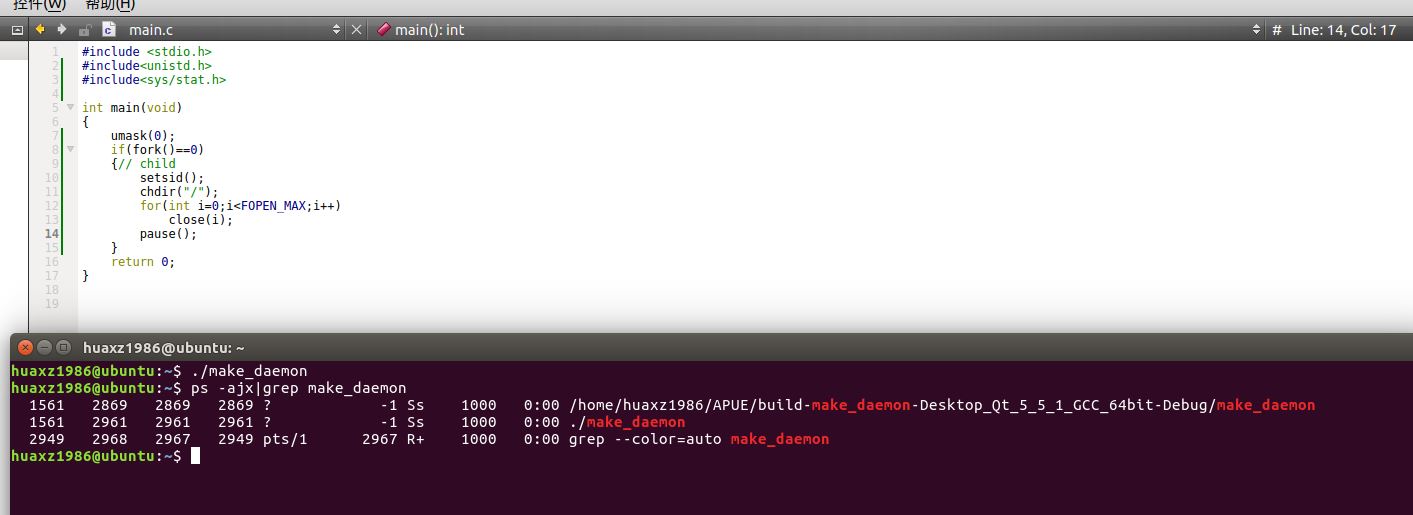 控件(W) 帮助(H)
main.c main(): int # Line: 14, Col: 17
1 #include <stdio.h>
2 #include<unistd.h>
3 #include<sys/stat.h>
4
5 int main(void)
6 {
7 umask(0);
8 if(fork()==0)
9 {// child
10 setsid();
11 chdir("/");
12 for(int i=0;i<FOPEN_MAX;i++)
13 close(i);
14 pause();
15 }
16 return 0;
17 }
18
19
huaxz1986@ubuntu: ~
huaxz1986@ubuntu:~$ ./make_daemon
huaxz1986@ubuntu:~$ ps -ajx|grep make_daemon
1561 2869 2869 2869 ? -1 Ss 1000 0:00 /home/huaxz1986/APUE/build-make_daemon-Desktop_Qt_5_5_1_GCC_64bit-Debug/make_daemon
1561 2961 2961 2961 ? -1 Ss 1000 0:00 ./make_daemon
2949 2968 2967 2949 pts/1 2967 R+ 1000 0:00 grep --color=auto make_daemon
huaxz1986@ubuntu:~$